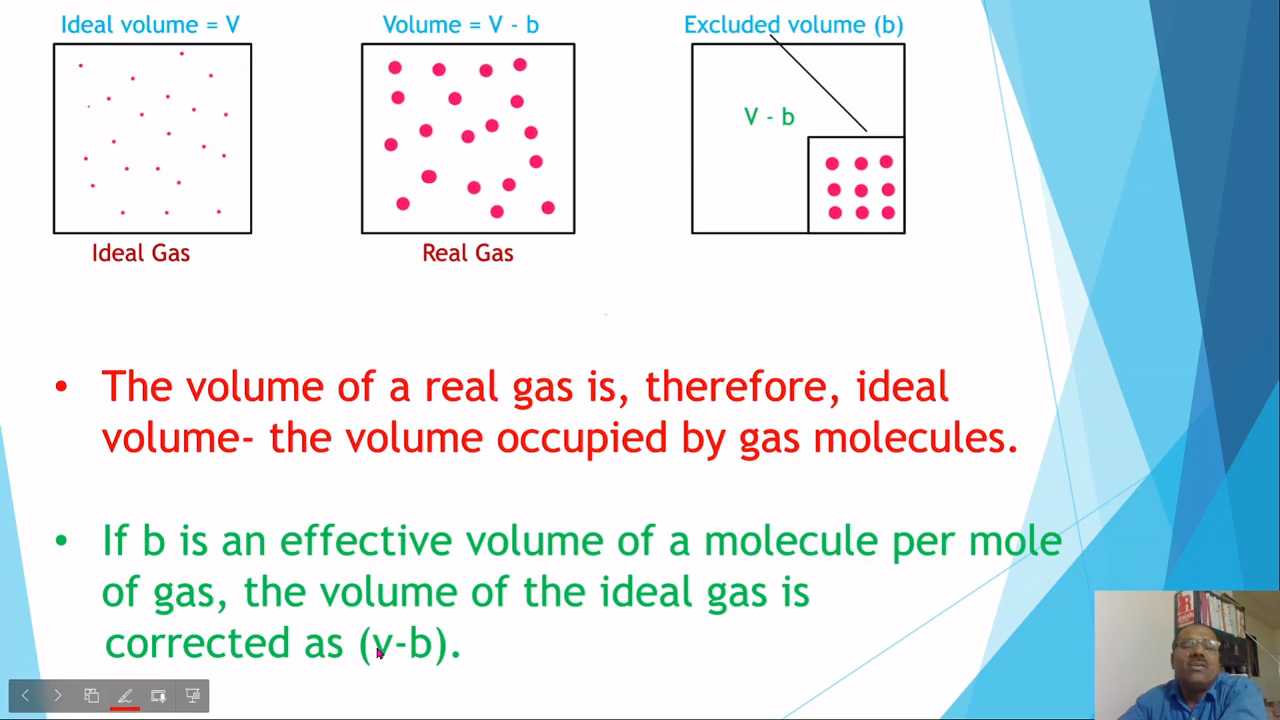 Ideal volume = V
Volume = V - b
Excluded volume (b)
V - b
Ideal Gas
Real Gas
• The volume of a real gas is, therefore, ideal
volume- the volume occupied by gas molecules.
• If b is an effective volume of a molecule per mole
of gas, the volume of the ideal gas is
corrected as (v-b).